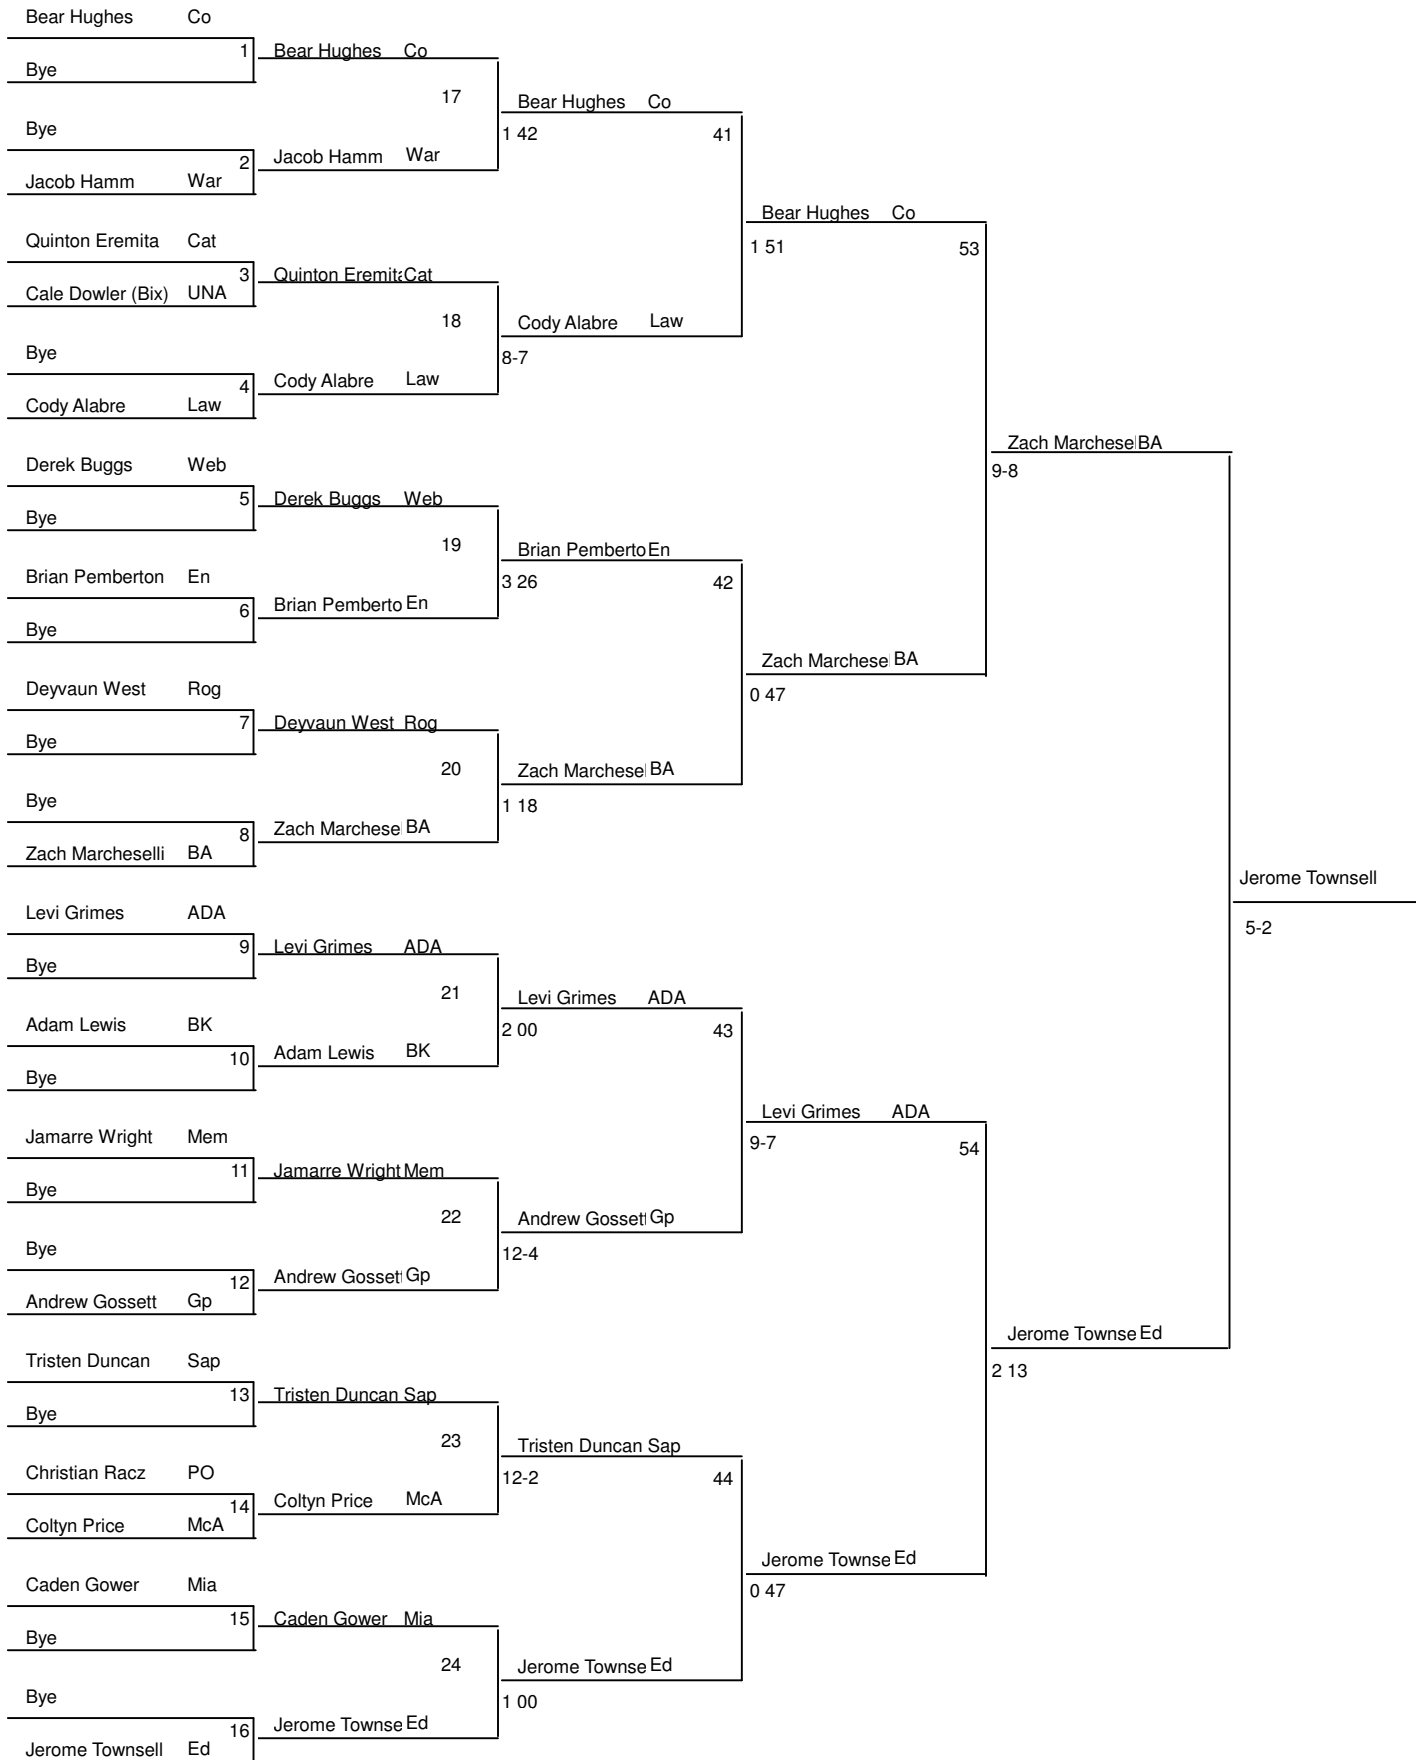 Bear Hughes Co
1 Bear Hughes Co
Bye
17 Bear Hughes Co
Bye
1 42 41
2 Jacob Hamm War
Jacob Hamm War
Bear Hughes Co
Quinton Eremita Cat
1 51 53
3 Quinton Eremita Cat
Cale Dowler (Bix) UNA
18 Cody Alabre Law
Bye
8-7
4 Cody Alabre Law
Cody Alabre Law
Zach Marchesel BA
Derek Buggs Web
9-8
5 Derek Buggs Web
Bye
19 Brian Pemberto En
Brian Pemberton En
3 26 42
6 Brian Pemberto En
Bye
Zach Marchesel BA
Deyvaun West Rog
0 47
7 Deyvaun West Rog
Bye
20 Zach Marchesel BA
Bye
1 18
8 Zach Marchesel BA
Zach Marcheselli BA
Jerome Townsell
Levi Grimes ADA
5-2
9 Levi Grimes ADA
Bye
21 Levi Grimes ADA
Adam Lewis BK
2 00 43
10 Adam Lewis BK
Bye
Levi Grimes ADA
Jamarre Wright Mem
9-7 54
11 Jamarre Wright Mem
Bye
22 Andrew Gossett Gp
Bye
12-4
12 Andrew Gossett Gp
Andrew Gossett Gp
Jerome Townse Ed
Tristen Duncan Sap
2 13
13 Tristen Duncan Sap
Bye
23 Tristen Duncan Sap
Christian Racz PO
12-2 44
14 Coltyn Price McA
Coltyn Price McA
Jerome Townse Ed
Caden Gower Mia
0 47
15 Caden Gower Mia
Bye
24 Jerome Townse Ed
Bye
1 00
16 Jerome Townse Ed
Jerome Townsell Ed